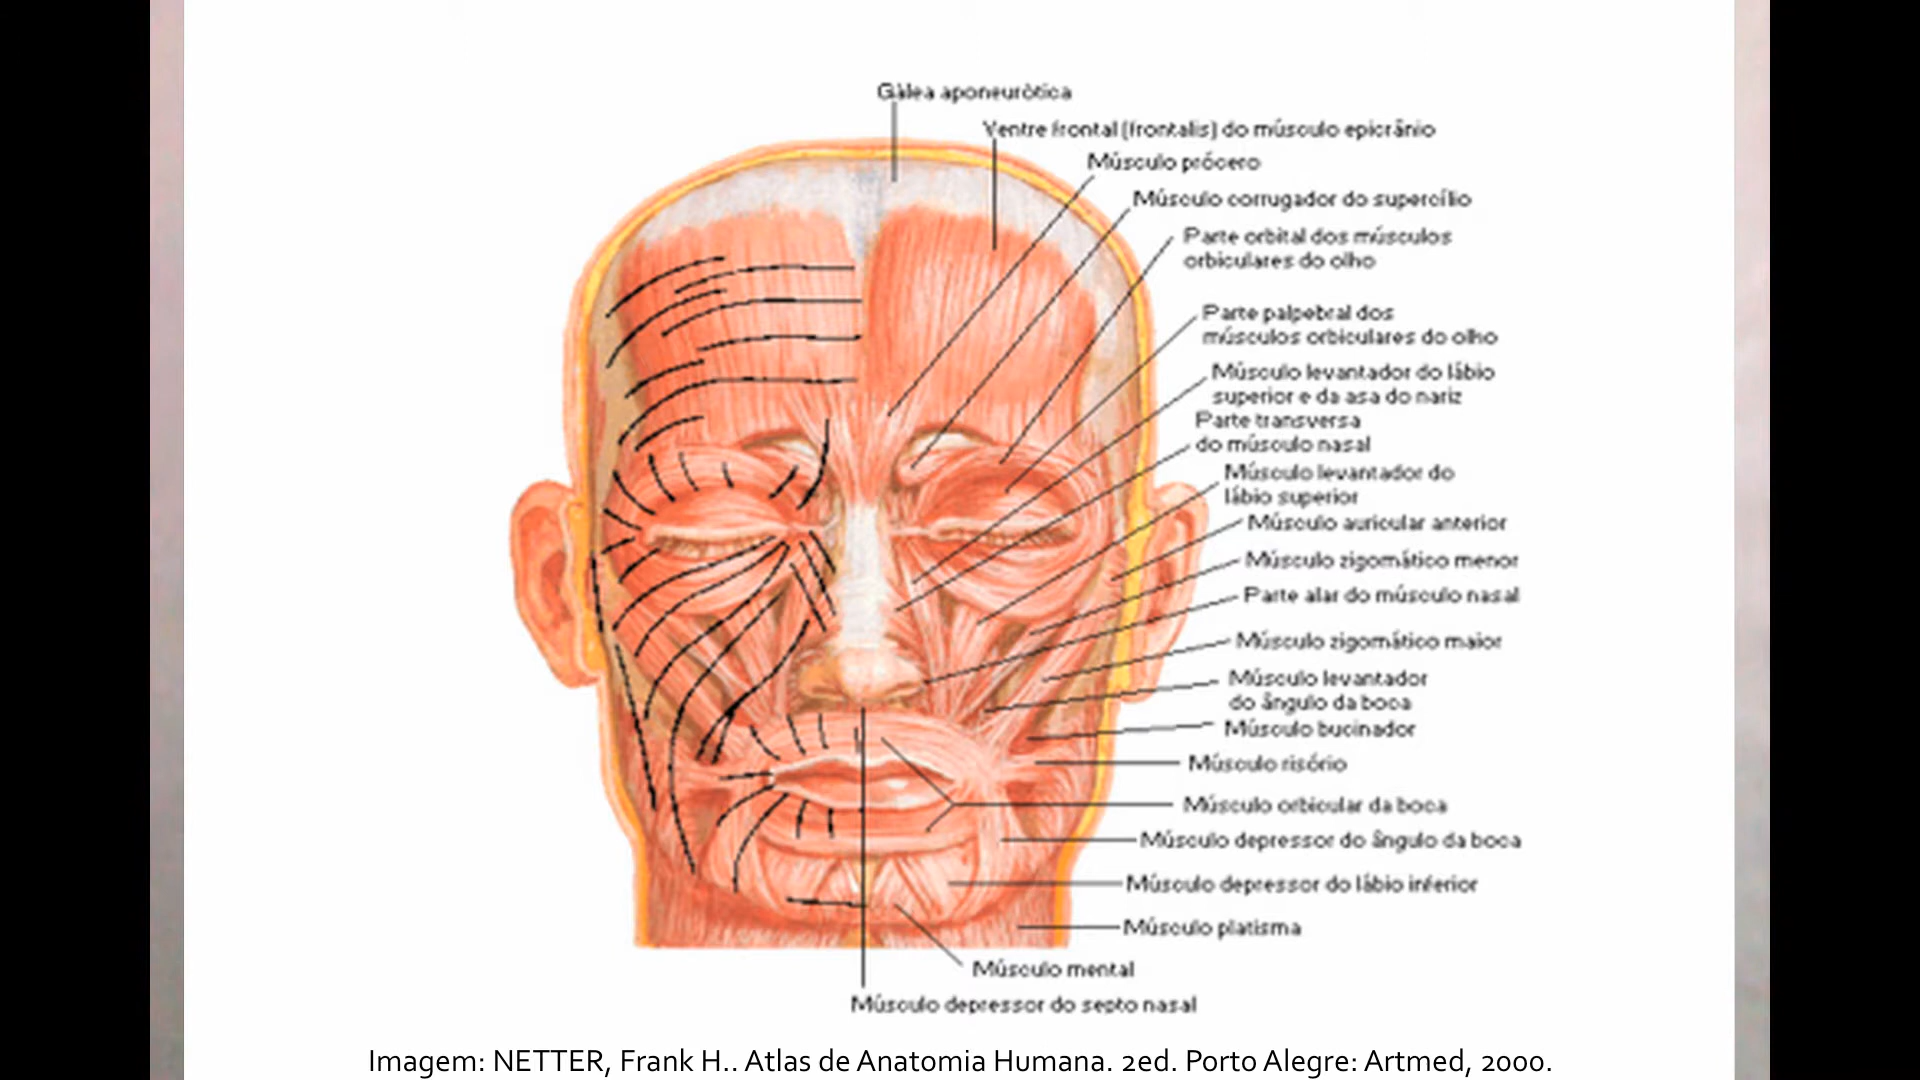 Gálea aponeurótica
Ventre frontal (frontalis) do músculo epicrânio
Músculo prócero
Músculo corrugador do supercílio
Parte orbital dos músculos
orbiculares do olho
Parte palpebral dos
músculos orbiculares do olho
Músculo levantador do lábio
superior e da asa do nariz
Parte transversa
do músculo nasal
Músculo levantador do
lábio superior
Músculo auricular anterior
Músculo zigomático menor
Parte alar do músculo nasal
Músculo zigomático maior
Músculo levantador
do ângulo da boca
Músculo bucinador
Músculo risório
Músculo orbicular da boca
Músculo depressor do ângulo da boca
Músculo depressor do lábio inferior
Músculo platisma
Músculo mental
Músculo depressor do septo nasal
Imagem: NETTER, Frank H.. Atlas de Anatomia Humana. 2ed. Porto Alegre: Artmed, 2000.